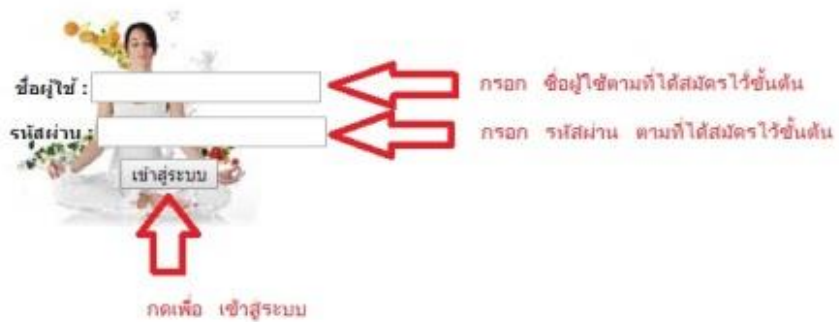 ชื่อผู้ใช้ : กรอก ชื่อผู้ใช้ตามที่ได้สมัครไว้ขั้นต้น
รหัสผ่าน : กรอก รหัสผ่าน ตามที่ได้สมัครไว้ขั้นต้น
เข้าสู่ระบบ
กดเพื่อ เข้าสู่ระบบ